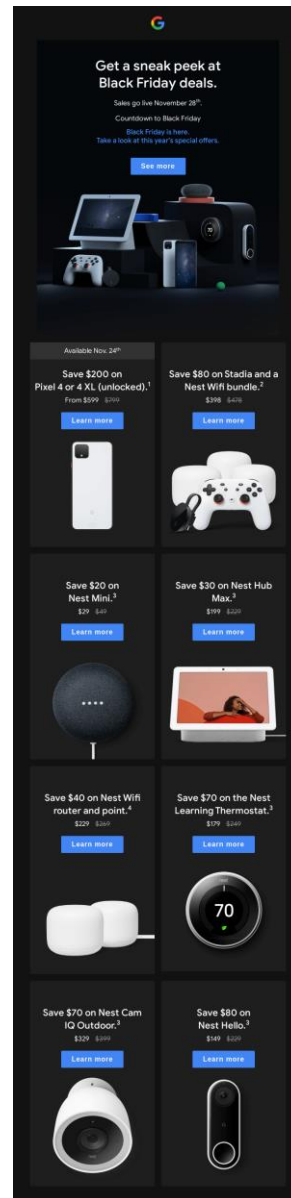 Get a sneak peek at
Black Friday deals.
Sales go live November 28th.
Countdown to Black Friday
Black Friday is here.
Take a look at this year's special offers.
See more
Available Nov. 24th
Save $200 on
Pixel 4 or 4 XL (unlocked).¹
From $599 $799
Learn more
Save $80 on Stadia and a
Nest Wifi bundle.²
$398 $478
Learn more
Save $20 on
Nest Mini.³
$29 $49
Learn more
Save $30 on Nest Hub
Max.³
$199 $229
Learn more
Save $40 on Nest Wifi
router and point.⁴
$229 $269
Learn more
Save $70 on the Nest
Learning Thermostat.³
$179 $249
Learn more
70
Save $70 on Nest Cam
IQ Outdoor.³
$329 $399
Learn more
Save $80 on
Nest Hello.³
$149 $229
Learn more